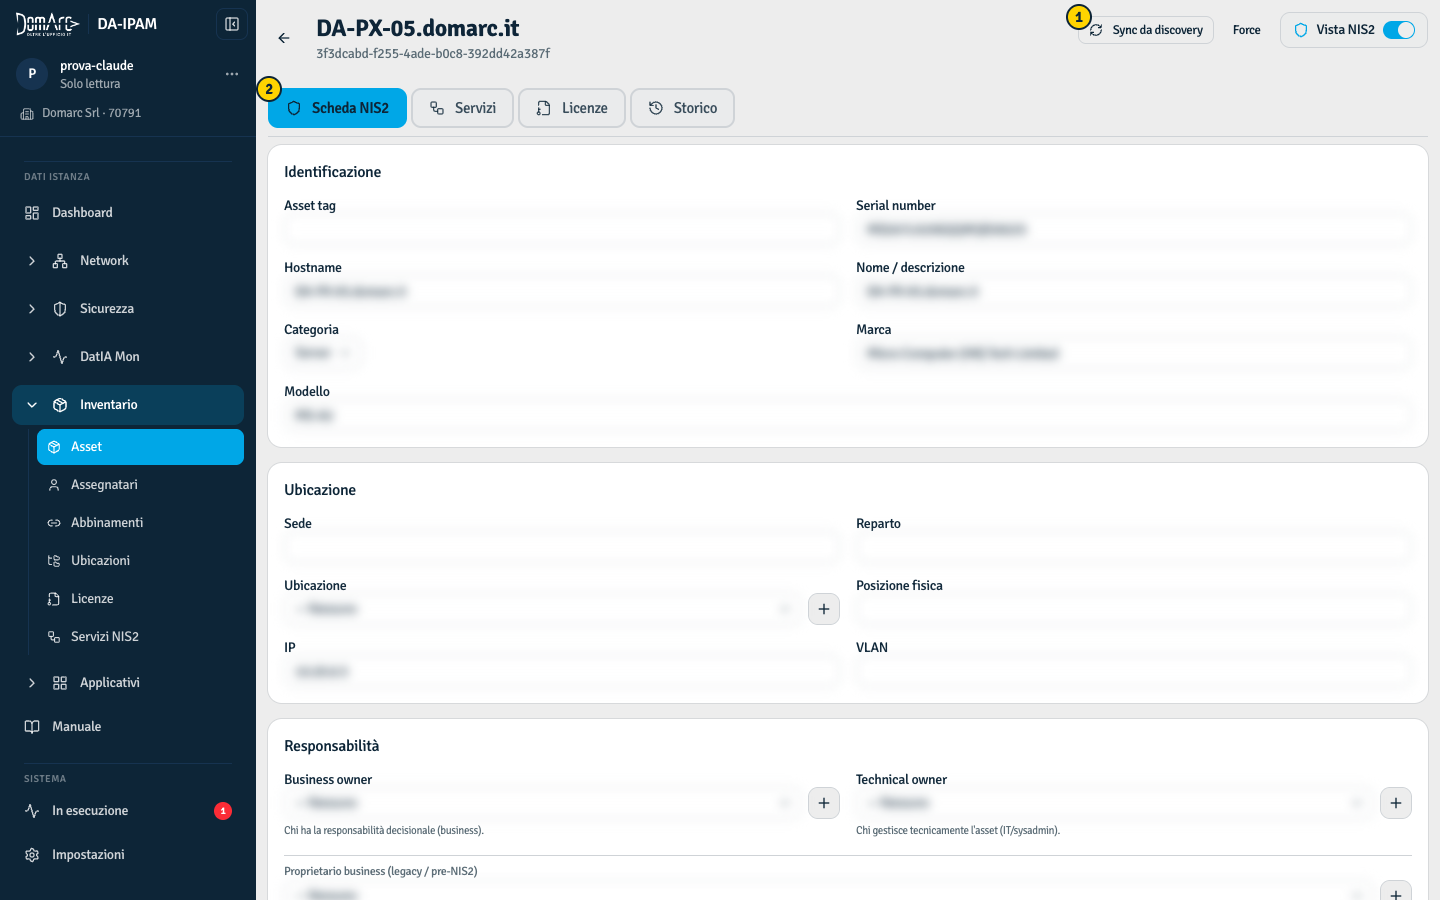 DomArc
OLTRE L'UFFICIO IT
DA-IPAM
P
prova-claude
Solo lettura
Domarc Srl · 70791
DATI ISTANZA
Dashboard
Network
Sicurezza
DatIA Mon
Inventario
Asset
Assegnatari
Abbinamenti
Ubicazioni
Licenze
Servizi NIS2
Applicativi
Manuale
SISTEMA
In esecuzione 1
Impostazioni
DA-PX-05.domarc.it
3f3dcabd-f255-4ade-b0c8-392dd42a387f
1
Sync da discovery
Force
Vista NIS2
2
Scheda NIS2
Servizi
Licenze
Storico
Identificazione
Asset tag
Serial number
Hostname
Nome / descrizione
Categoria
Marca
Modello
Ubicazione
Sede
Reparto
Ubicazione
Posizione fisica
IP
VLAN
Responsabilità
Business owner
Technical owner
Chi ha la responsabilità decisionale (business).
Chi gestisce tecnicamente l'asset (IT/sysadmin).
Proprietario business (legacy / pre-NIS2)